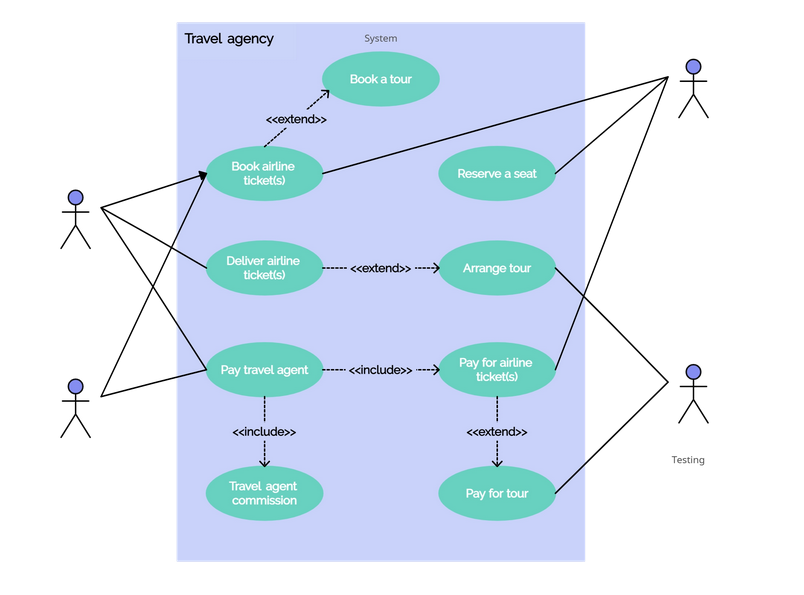 Travel agency
System
Book a tour
<<extend>>
Book airline
ticket(s)
Reserve a seat
Deliver airline
ticket(s)
<<extend>>
Arrange tour
Pay travel agent
<<include>>
Pay for airline
ticket(s)
<<include>>
<<extend>>
Testing
Travel agent
commission
Pay for tour